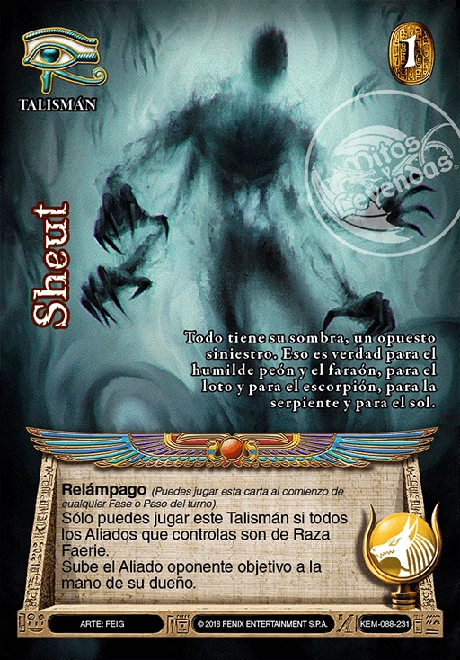 1
TALISMÁN
Mitos
y
Leyendas
Sheut
Todo tiene su sombra, un opuesto
siniestro. Eso es verdad para el
humilde peón y el faraón, para el
loto y para el escorpión, para la
serpiente y para el sol.
Relámpago (Puedes jugar esta carta al comienzo de
cualquier Fase o Paso del turno).
Sólo puedes jugar este Talismán si todos
los Aliados que controlas son de Raza
Faerie.
Sube el Aliado oponente objetivo a la
mano de su dueño.
ARTE: FEIG
© 2018 FENIX ENTERTAINMENT S.P.A.
KEM-088-231